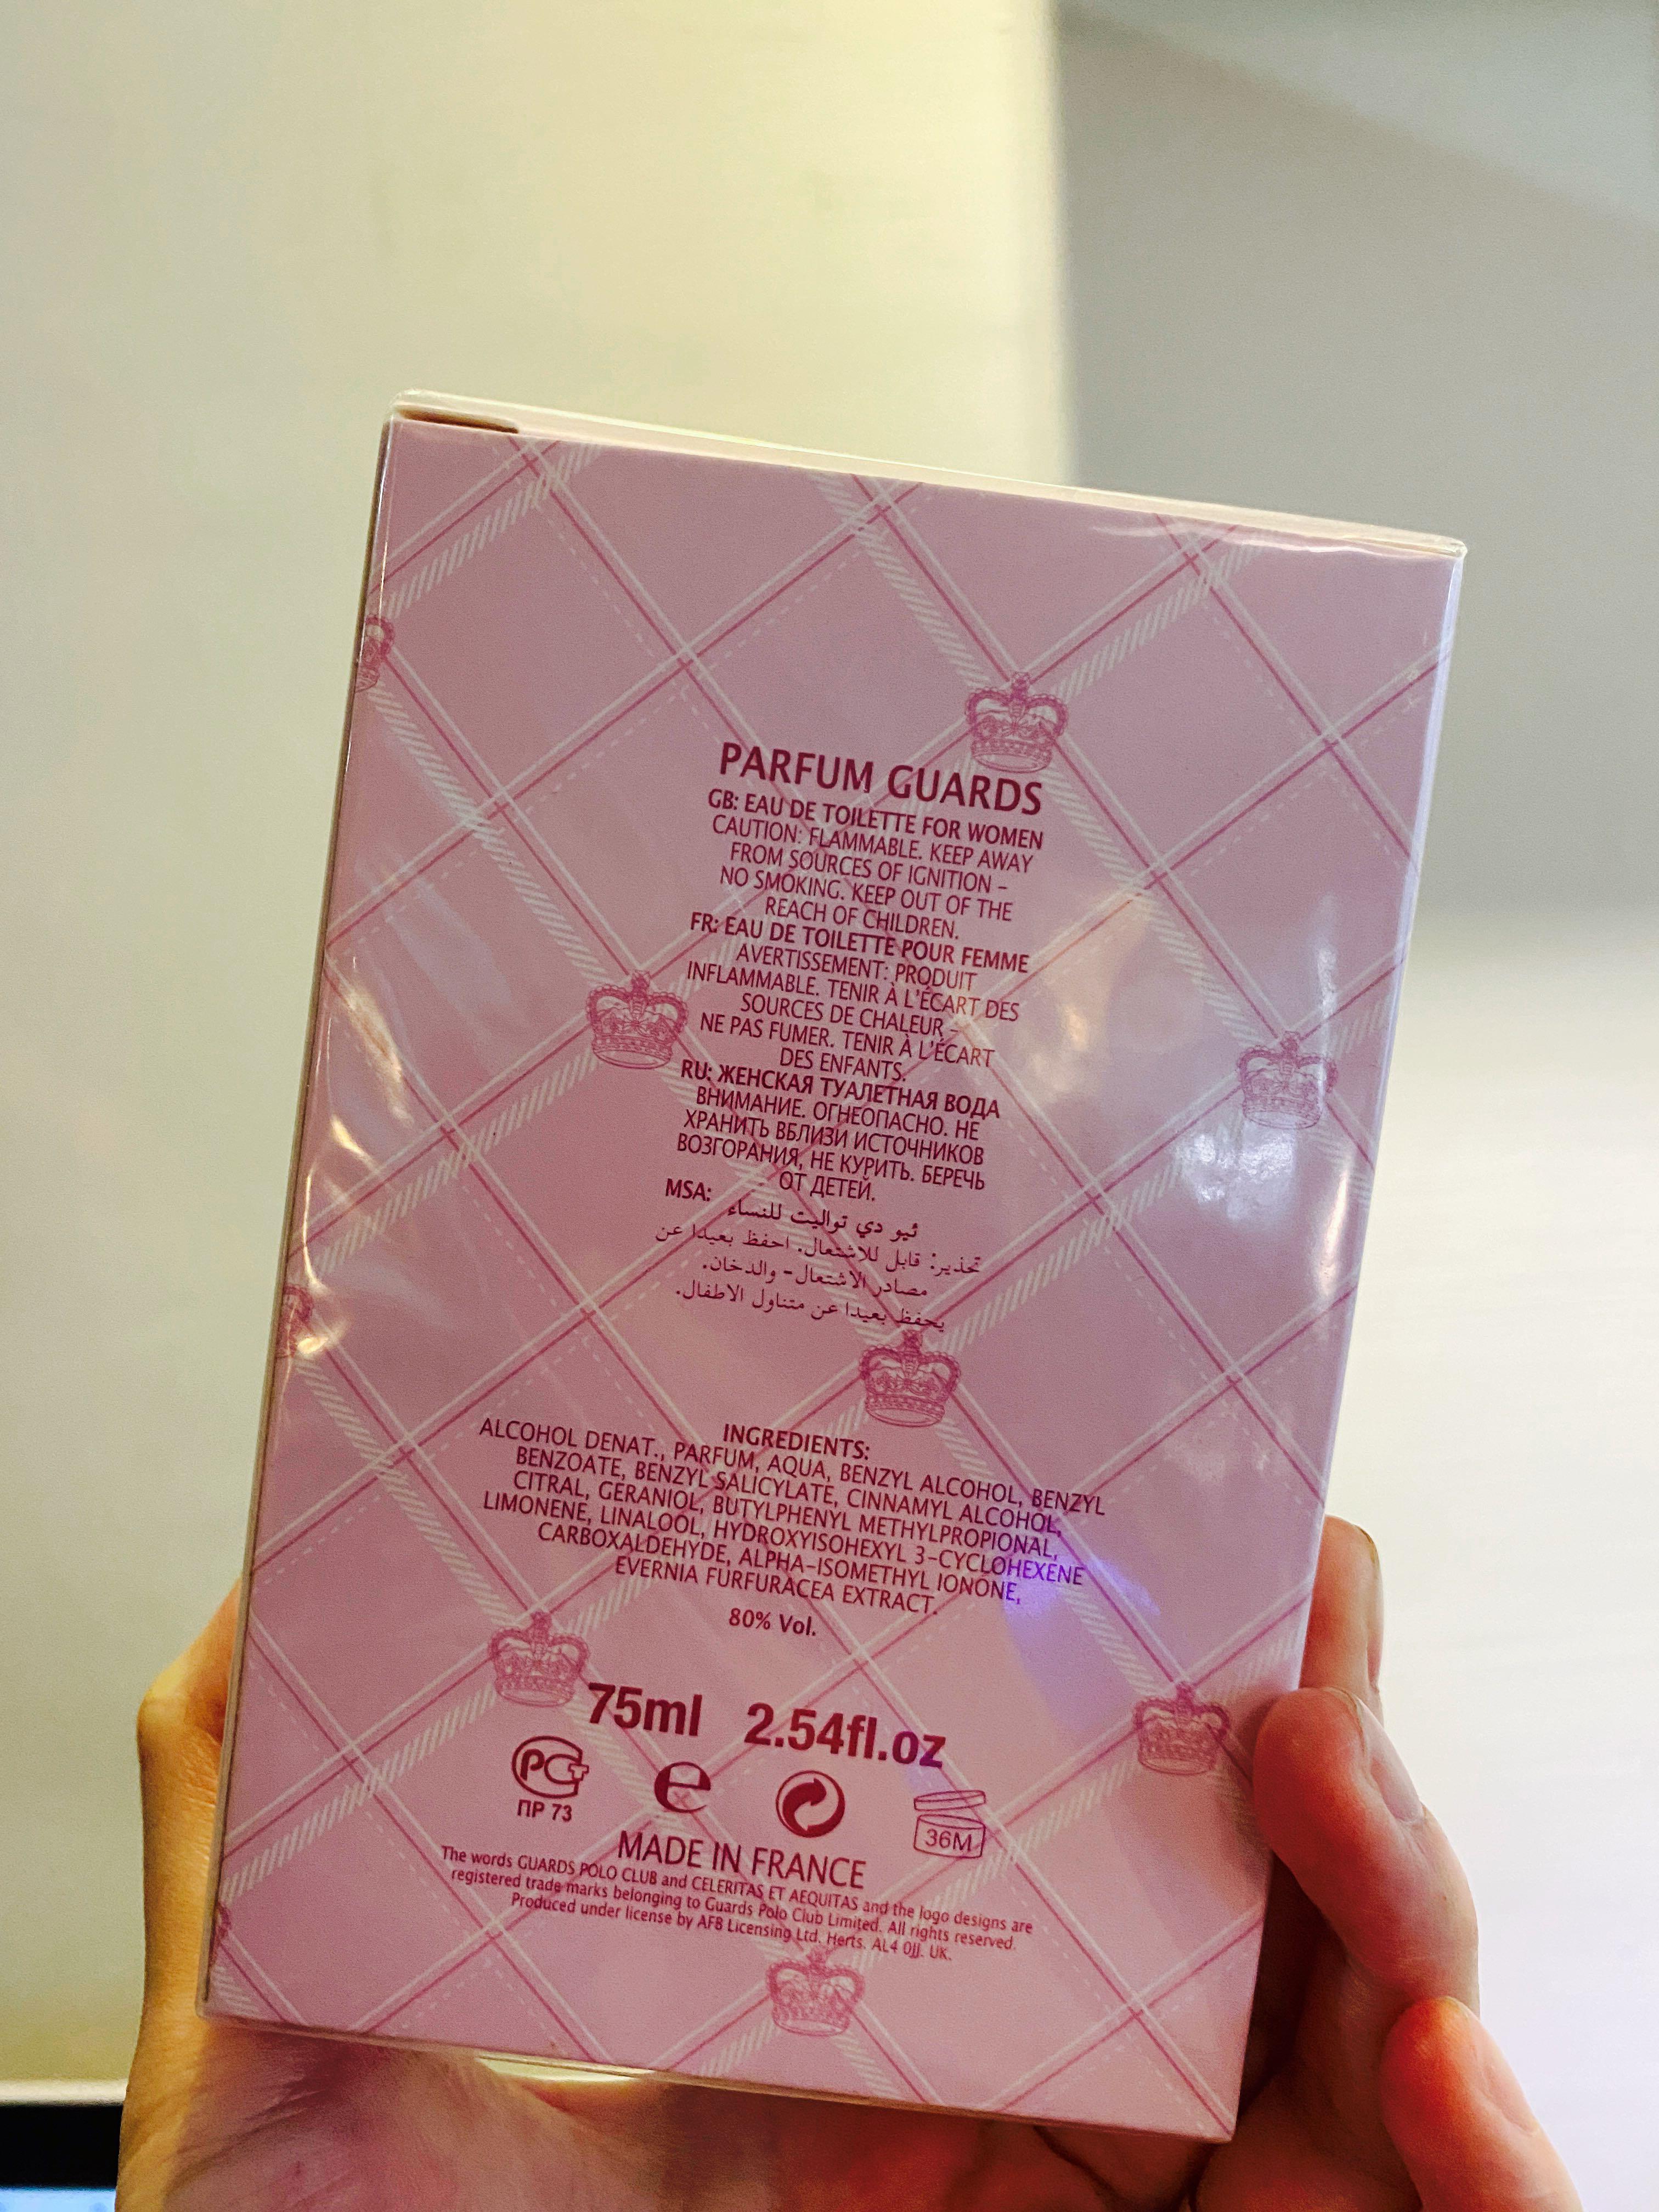 PARFUM GUARDS
GB: EAU DE TOILETTE FOR WOMEN
CAUTION: FLAMMABLE. KEEP AWAY
FROM SOURCES OF IGNITION –
NO SMOKING. KEEP OUT OF THE
REACH OF CHILDREN.
FR: EAU DE TOILETTE POUR FEMME
AVERTISSEMENT: PRODUIT
INFLAMMABLE. TENIR À L'ÉCART DES
SOURCES DE CHALEUR –
NE PAS FUMER. TENIR À L'ÉCART
DES ENFANTS.
RU: ЖЕНСКАЯ ТУАЛЕТНАЯ ВОДА
ВНИМАНИЕ. ОГНЕОПАСНО. НЕ
ХРАНИТЬ ВБЛИЗИ ИСТОЧНИКОВ
ВОЗГОРАНИЯ, НЕ КУРИТЬ. БЕРЕЧЬ
ОТ ДЕТЕЙ.
MSA:
ئيو دي تواليت للنساء
تحذير: قابل للاشتعال. احفظ بعيدا عن
مصادر الاشتعال- والدخان.
يحفظ بعيدا عن متناول الاطفال.
INGREDIENTS:
ALCOHOL DENAT., PARFUM, AQUA, BENZYL ALCOHOL, BENZYL
BENZOATE, BENZYL SALICYLATE, CINNAMYL ALCOHOL,
CITRAL, GERANIOL, BUTYLPHENYL METHYLPROPIONAL,
LIMONENE, LINALOOL, HYDROXYISOHEXYL 3-CYCLOHEXENE
CARBOXALDEHYDE, ALPHA-ISOMETHYL IONONE,
EVERNIA FURFURACEA EXTRACT.
80% Vol.
75ml 2.54fl.oz
РСТ
ПР 73
e
36M
MADE IN FRANCE
The words GUARDS POLO CLUB and CELERITAS ET AEQUITAS and the logo designs are
registered trade marks belonging to Guards Polo Club Limited. All rights reserved.
Produced under license by AFB Licensing Ltd. Herts. AL4 0JJ. UK.